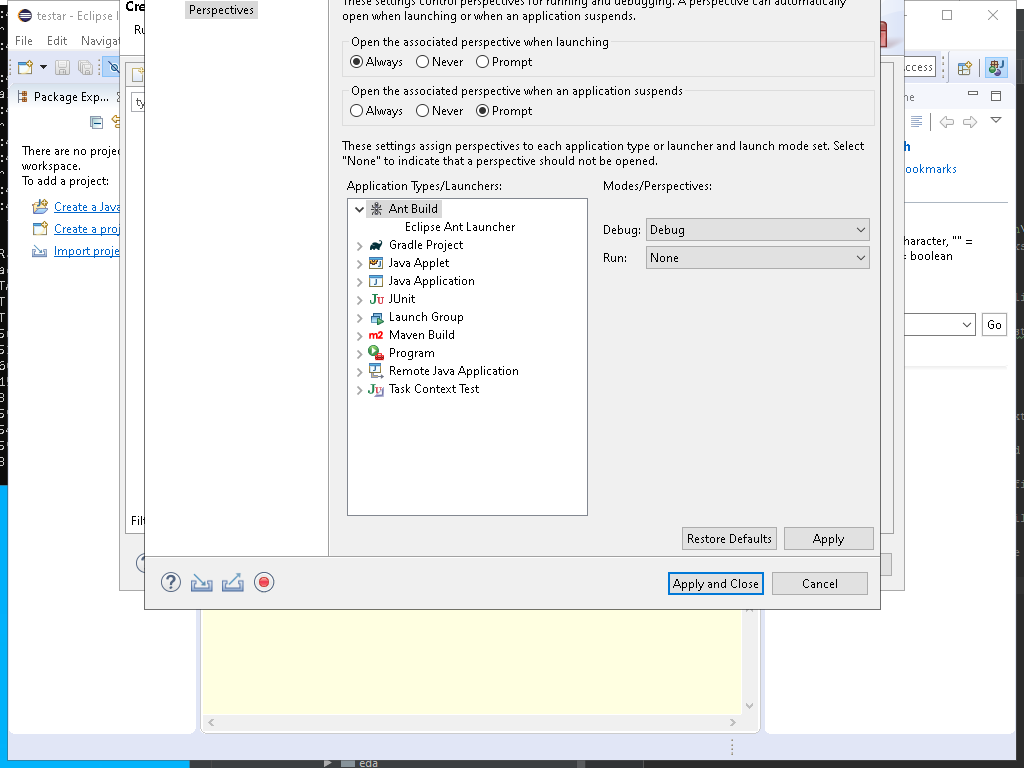 testar - Eclipse I
File Edit Navigat
Package Exp...
There are no proje
workspace.
To add a project:
Create a Java
Create a proj
Import proje
Cre
Ru
ty
Filt
Perspectives
These settings control perspectives for running and debugging. A perspective can automatically
open when launching or when an application suspends.
Open the associated perspective when launching
Always Never Prompt
Open the associated perspective when an application suspends
Always Never Prompt
These settings assign perspectives to each application type or launcher and launch mode set. Select
"None" to indicate that a perspective should not be opened.
Application Types/Launchers:
Ant Build
Eclipse Ant Launcher
Gradle Project
Java Applet
Java Application
JUnit
Launch Group
Maven Build
Program
Remote Java Application
Task Context Test
Modes/Perspectives:
Debug: Debug
Run: None
Restore Defaults Apply
Apply and Close Cancel
ccess
ne
h
ookmarks
haracter, "" =
= boolean
Go
eda